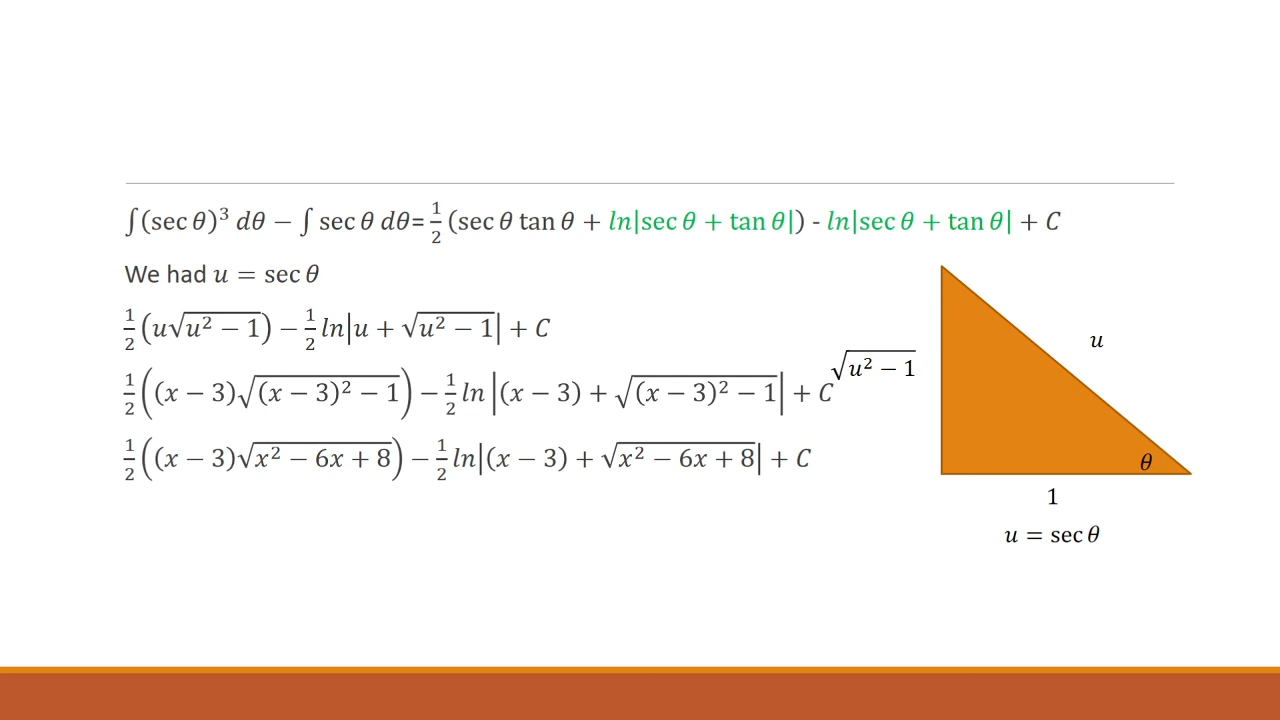 ∫(sec θ)³ dθ − ∫ sec θ dθ= 1/2 (sec θ tan θ + ln|sec θ + tan θ|) - ln|sec θ + tan θ| + C
We had u = sec θ
1/2 (u√(u² − 1)) − 1/2 ln|u + √(u² − 1)| + C
1/2 ((x − 3)√((x − 3)² − 1)) − 1/2 ln |(x − 3) + √((x − 3)² − 1)| + C
1/2 ((x − 3)√(x² − 6x + 8)) − 1/2 ln|(x − 3) + √(x² − 6x + 8)| + C
u
√(u² − 1)
θ
1
u = sec θ